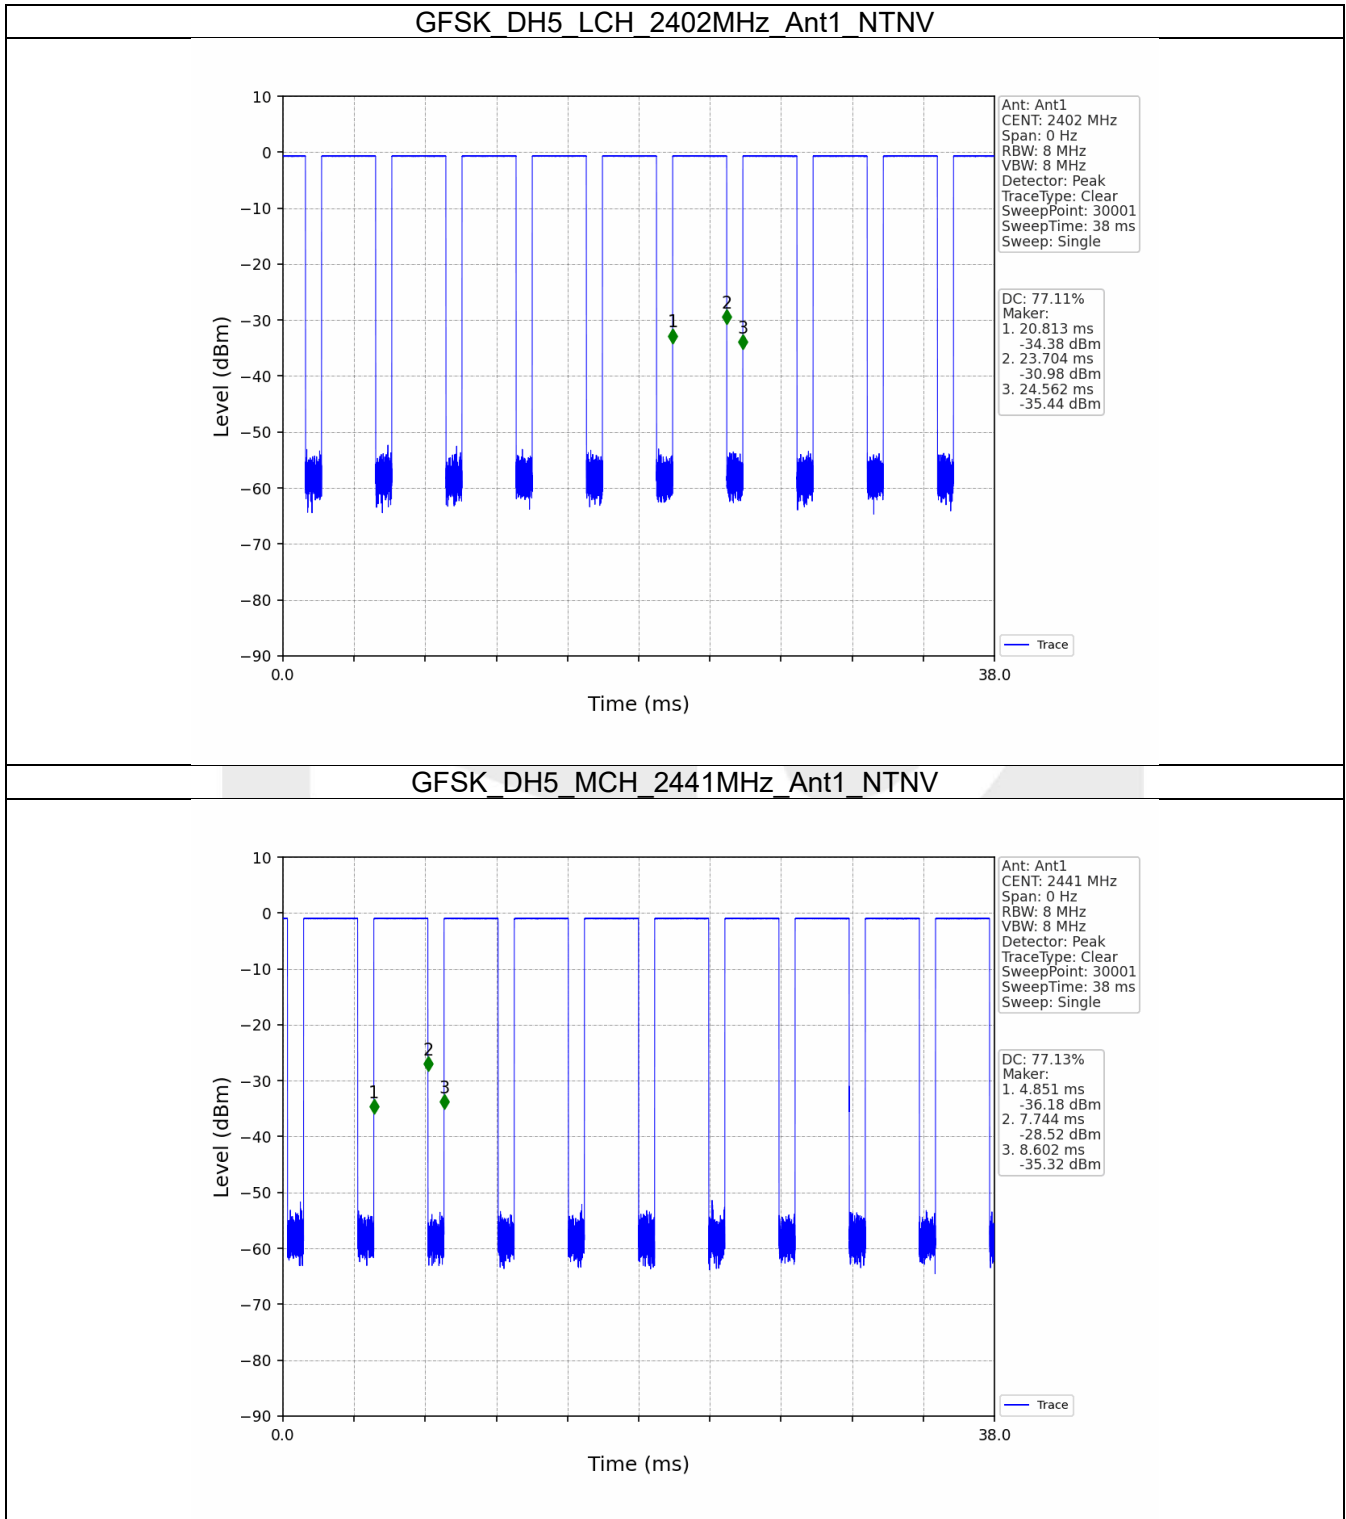 GFSK_DH5_LCH_2402MHz_Ant1_NTNV
10
0
−10
−20
−30
−40
−50
−60
−70
−80
−90
Level (dBm)
0.0
38.0
Time (ms)
1
2
3
Ant: Ant1
CENT: 2402 MHz
Span: 0 Hz
RBW: 8 MHz
VBW: 8 MHz
Detector: Peak
TraceType: Clear
SweepPoint: 30001
SweepTime: 38 ms
Sweep: Single
DC: 77.11%
Maker:
1. 20.813 ms
-34.38 dBm
2. 23.704 ms
-30.98 dBm
3. 24.562 ms
-35.44 dBm
Trace
GFSK_DH5_MCH_2441MHz_Ant1_NTNV
10
0
−10
−20
−30
−40
−50
−60
−70
−80
−90
Level (dBm)
0.0
38.0
Time (ms)
1
2
3
Ant: Ant1
CENT: 2441 MHz
Span: 0 Hz
RBW: 8 MHz
VBW: 8 MHz
Detector: Peak
TraceType: Clear
SweepPoint: 30001
SweepTime: 38 ms
Sweep: Single
DC: 77.13%
Maker:
1. 4.851 ms
-36.18 dBm
2. 7.744 ms
-28.52 dBm
3. 8.602 ms
-35.32 dBm
Trace